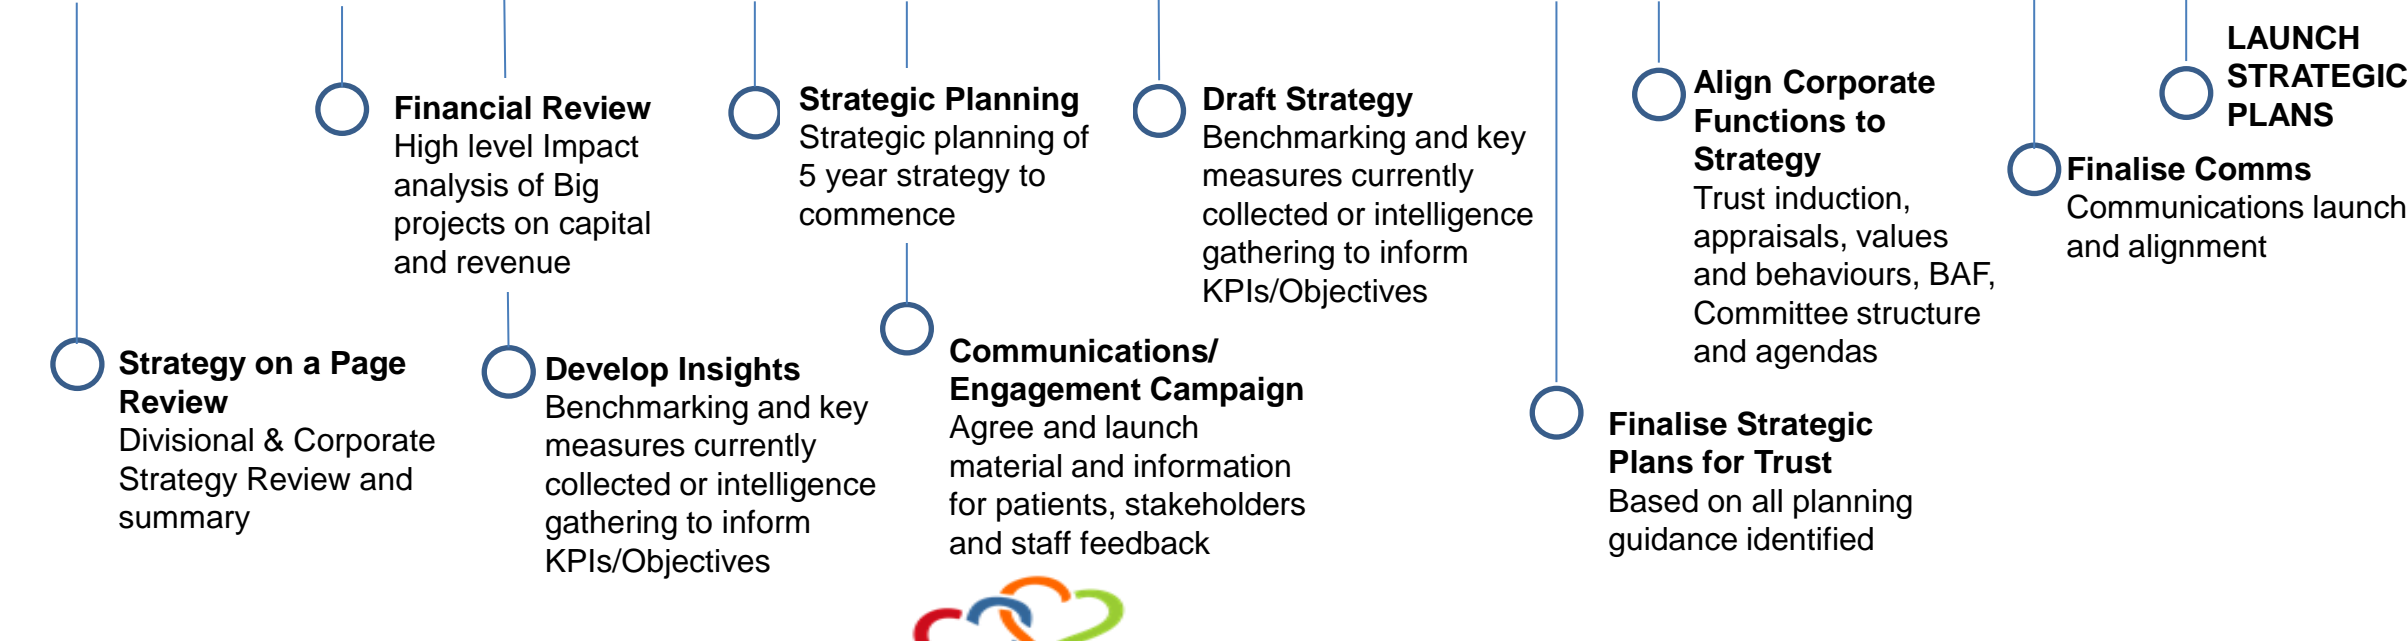 Strategy on a Page
Review
Divisional & Corporate
Strategy Review and
summary
Financial Review
High level Impact
analysis of Big
projects on capital
and revenue
Develop Insights
Benchmarking and key
measures currently
collected or intelligence
gathering to inform
KPIs/Objectives
Strategic Planning
Strategic planning of
5 year strategy to
commence
Communications/
Engagement Campaign
Agree and launch
material and information
for patients, stakeholders
and staff feedback
Draft Strategy
Benchmarking and key
measures currently
collected or intelligence
gathering to inform
KPIs/Objectives
Finalise Strategic
Plans for Trust
Based on all planning
guidance identified
Align Corporate
Functions to
Strategy
Trust induction,
appraisals, values
and behaviours, BAF,
Committee structure
and agendas
Finalise Comms
Communications launch
and alignment
LAUNCH
STRATEGIC
PLANS